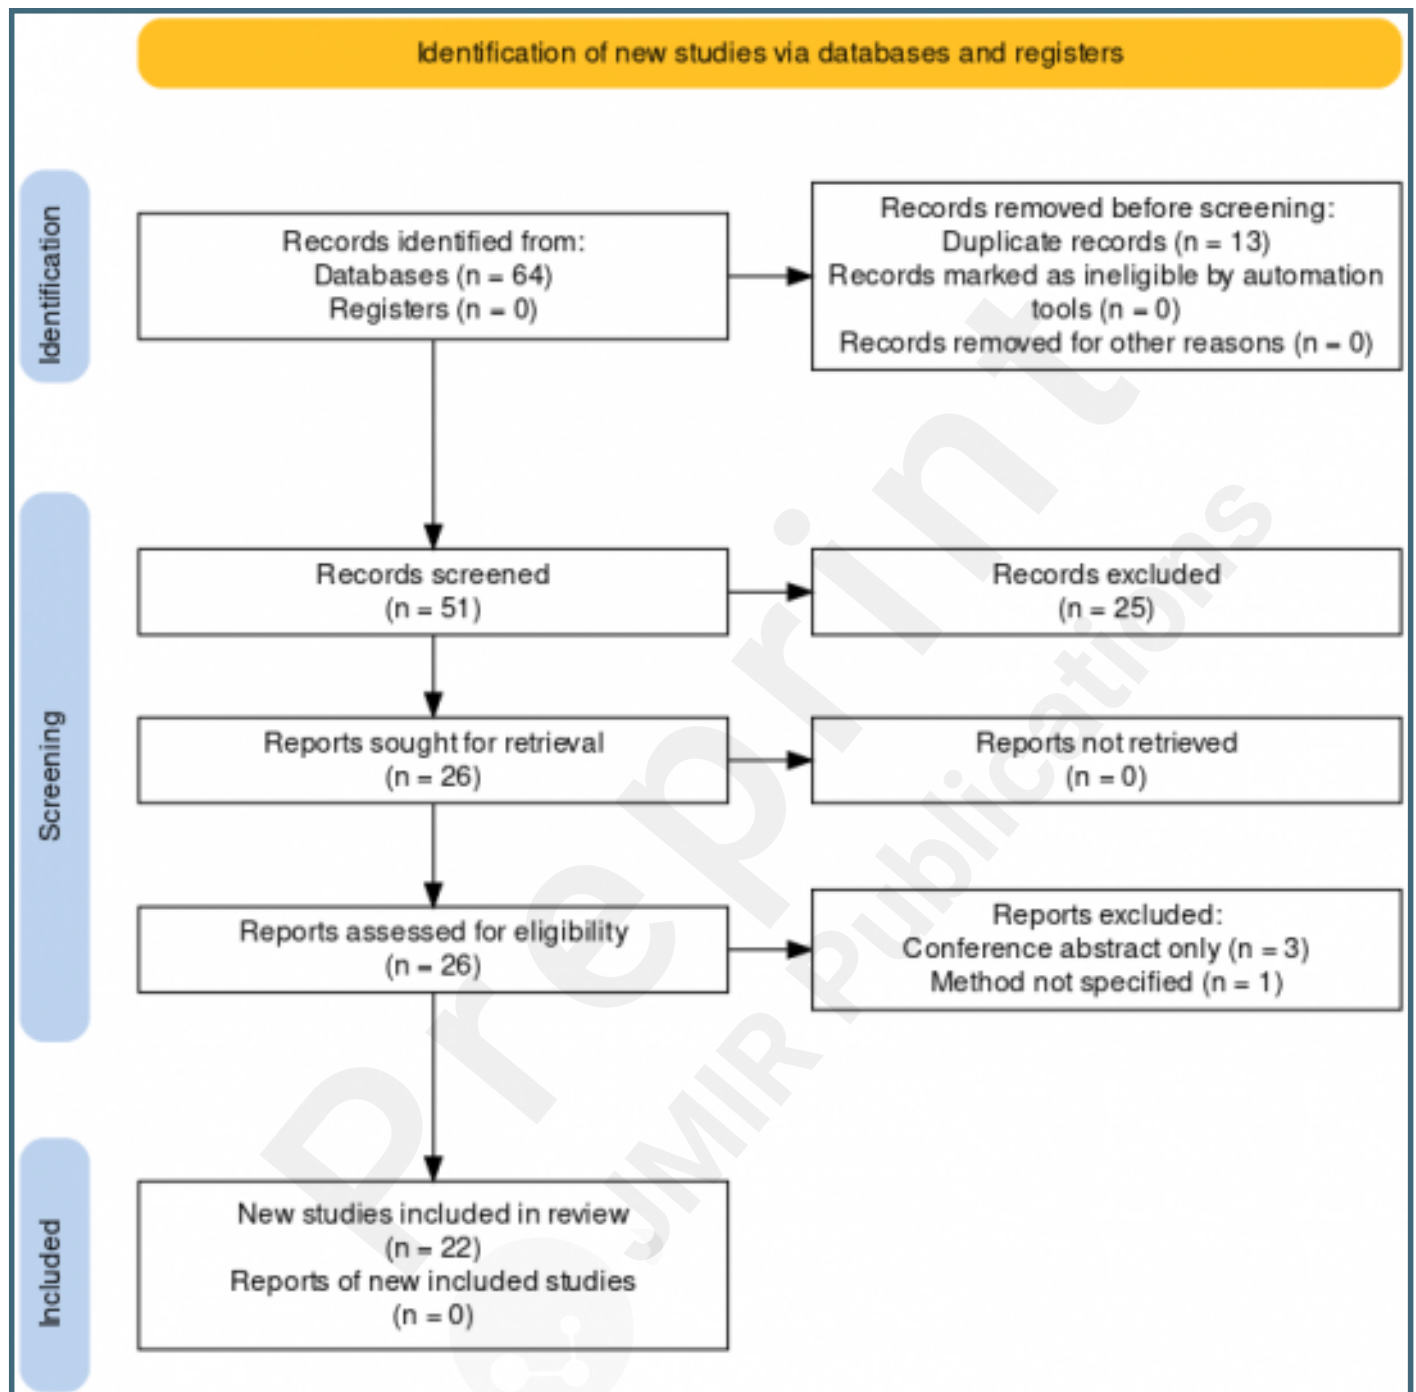 Identification of new studies via databases and registers
Identification
Records identified from:
Databases (n = 64)
Registers (n = 0)
Records removed before screening:
Duplicate records (n = 13)
Records marked as ineligible by automation
tools (n = 0)
Records removed for other reasons (n = 0)
Screening
Records screened
(n = 51)
Records excluded
(n = 25)
Reports sought for retrieval
(n = 26)
Reports not retrieved
(n = 0)
Reports assessed for eligibility
(n = 26)
Reports excluded:
Conference abstract only (n = 3)
Method not specified (n = 1)
Included
New studies included in review
(n = 22)
Reports of new included studies
(n = 0)
Preprint
JMIR Publications